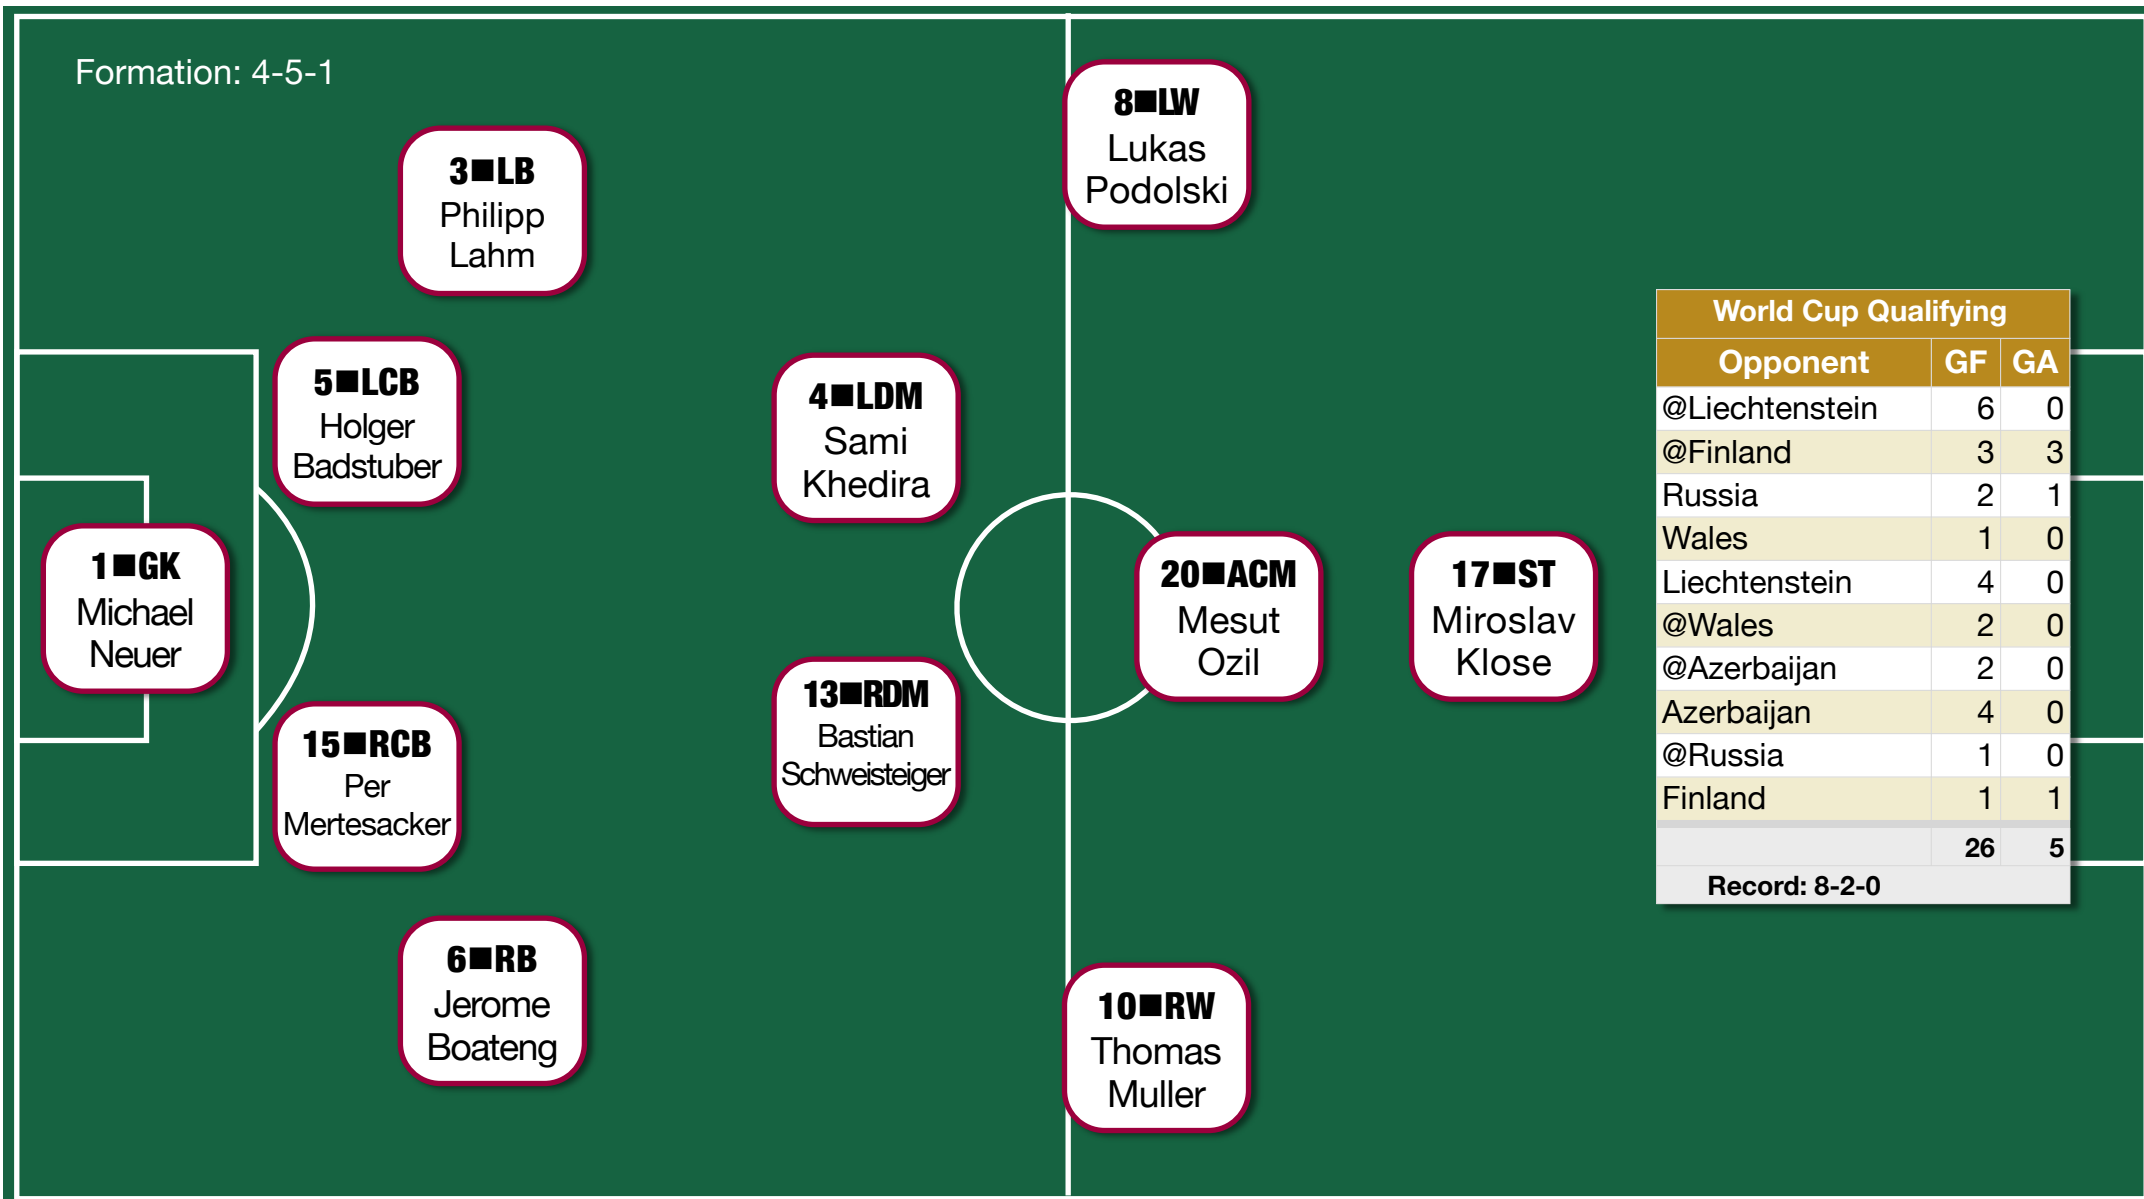 Formation: 4-5-1
8■LW
Lukas
Podolski
3■LB
Philipp
Lahm
5■LCB
Holger
Badstuber
4■LDM
Sami
Khedira
1■GK
Michael
Neuer
20■ACM
Mesut
Ozil
17■ST
Miroslav
Klose
13■RDM
Bastian
Schweisteiger
15■RCB
Per
Mertesacker
6■RB
Jerome
Boateng
10■RW
Thomas
Muller
World Cup Qualifying
Opponent GF GA
@Liechtenstein 6 0
@Finland 3 3
Russia 2 1
Wales 1 0
Liechtenstein 4 0
@Wales 2 0
@Azerbaijan 2 0
Azerbaijan 4 0
@Russia 1 0
Finland 1 1
26 5
Record: 8-2-0